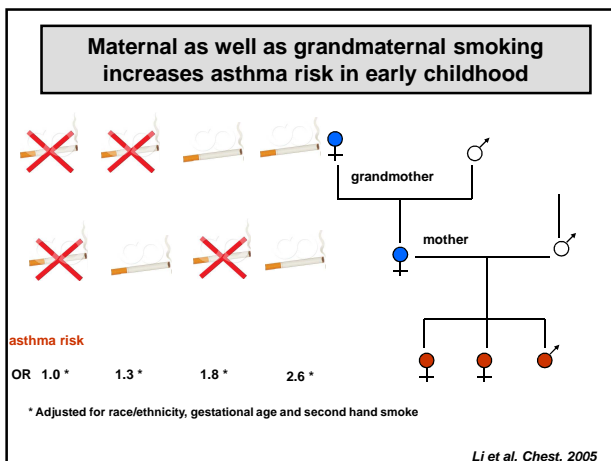 Maternal as well as grandmaternal smoking
increases asthma risk in early childhood
grandmother
mother
asthma risk
OR 1.0 * 1.3 * 1.8 * 2.6 *
* Adjusted for race/ethnicity, gestational age and second hand smoke
Li et al. Chest. 2005